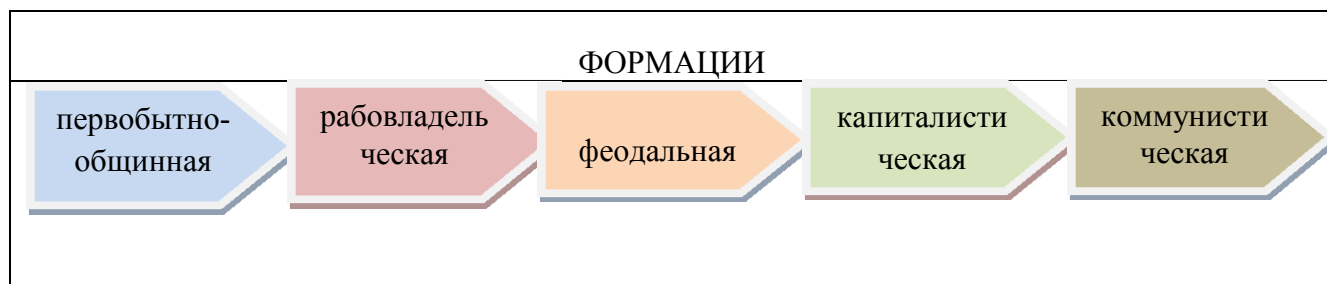 ФОРМАЦИИ
первобытно-
общинная
рабовладель
ческая
феодальная
капиталисти
ческая
коммунисти
ческая